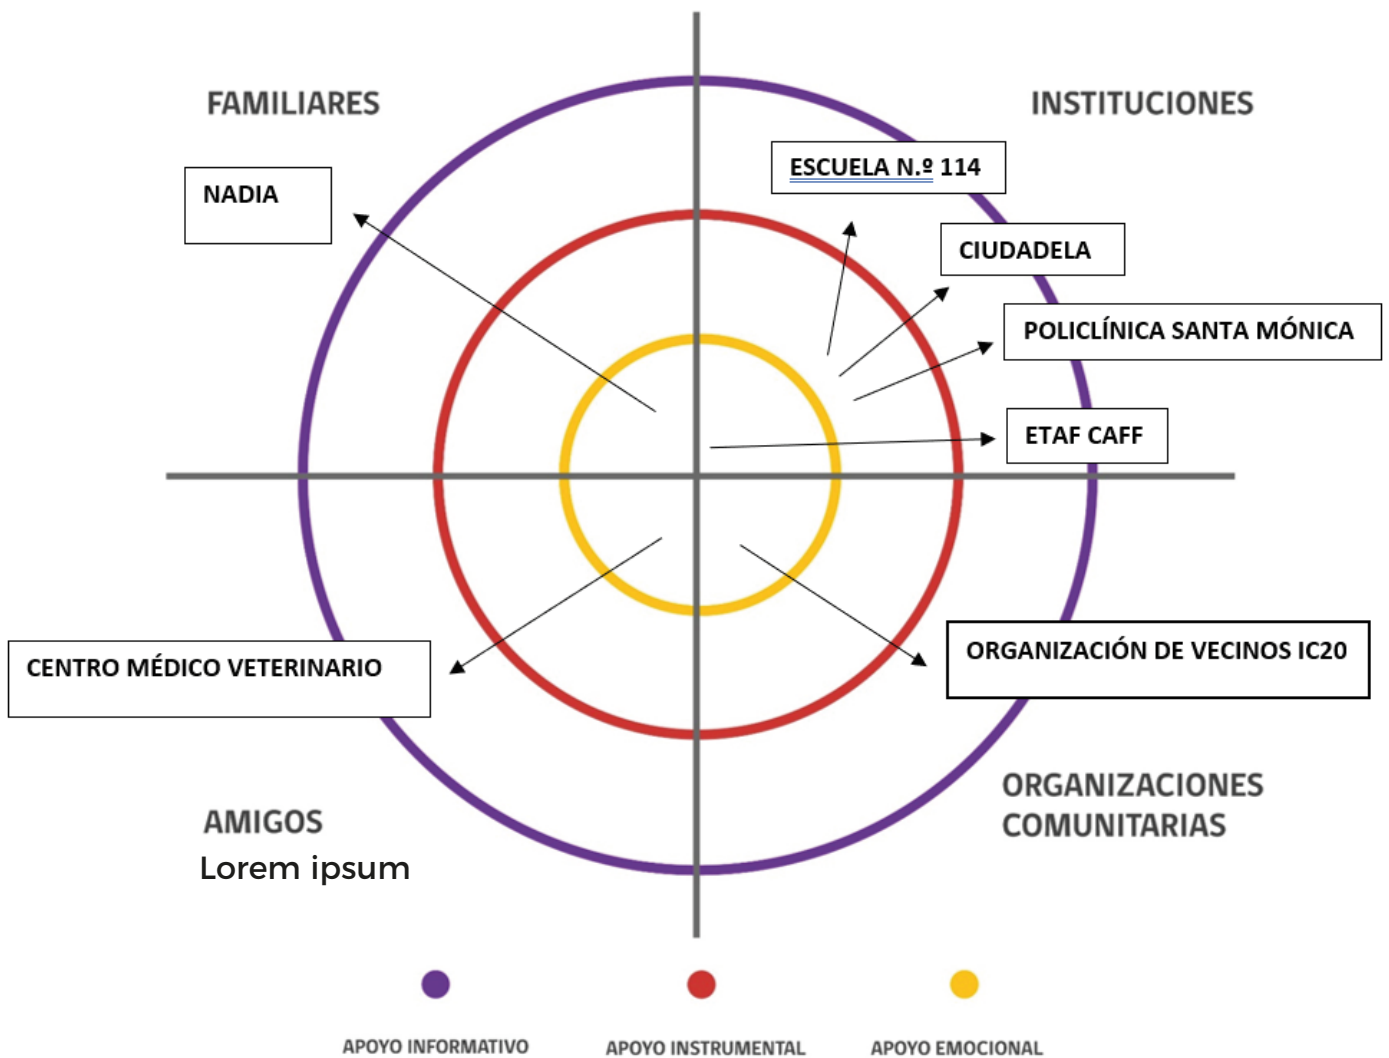 FAMILIARES
INSTITUCIONES
ESCUELA N.º 114
NADIA
CIUDADELA
POLICLÍNICA SANTA MÓNICA
ETAF CAFF
CENTRO MÉDICO VETERINARIO
ORGANIZACIÓN DE VECINOS IC20
AMIGOS
Lorem ipsum
ORGANIZACIONES
COMUNITARIAS
APOYO INFORMATIVO
APOYO INSTRUMENTAL
APOYO EMOCIONAL